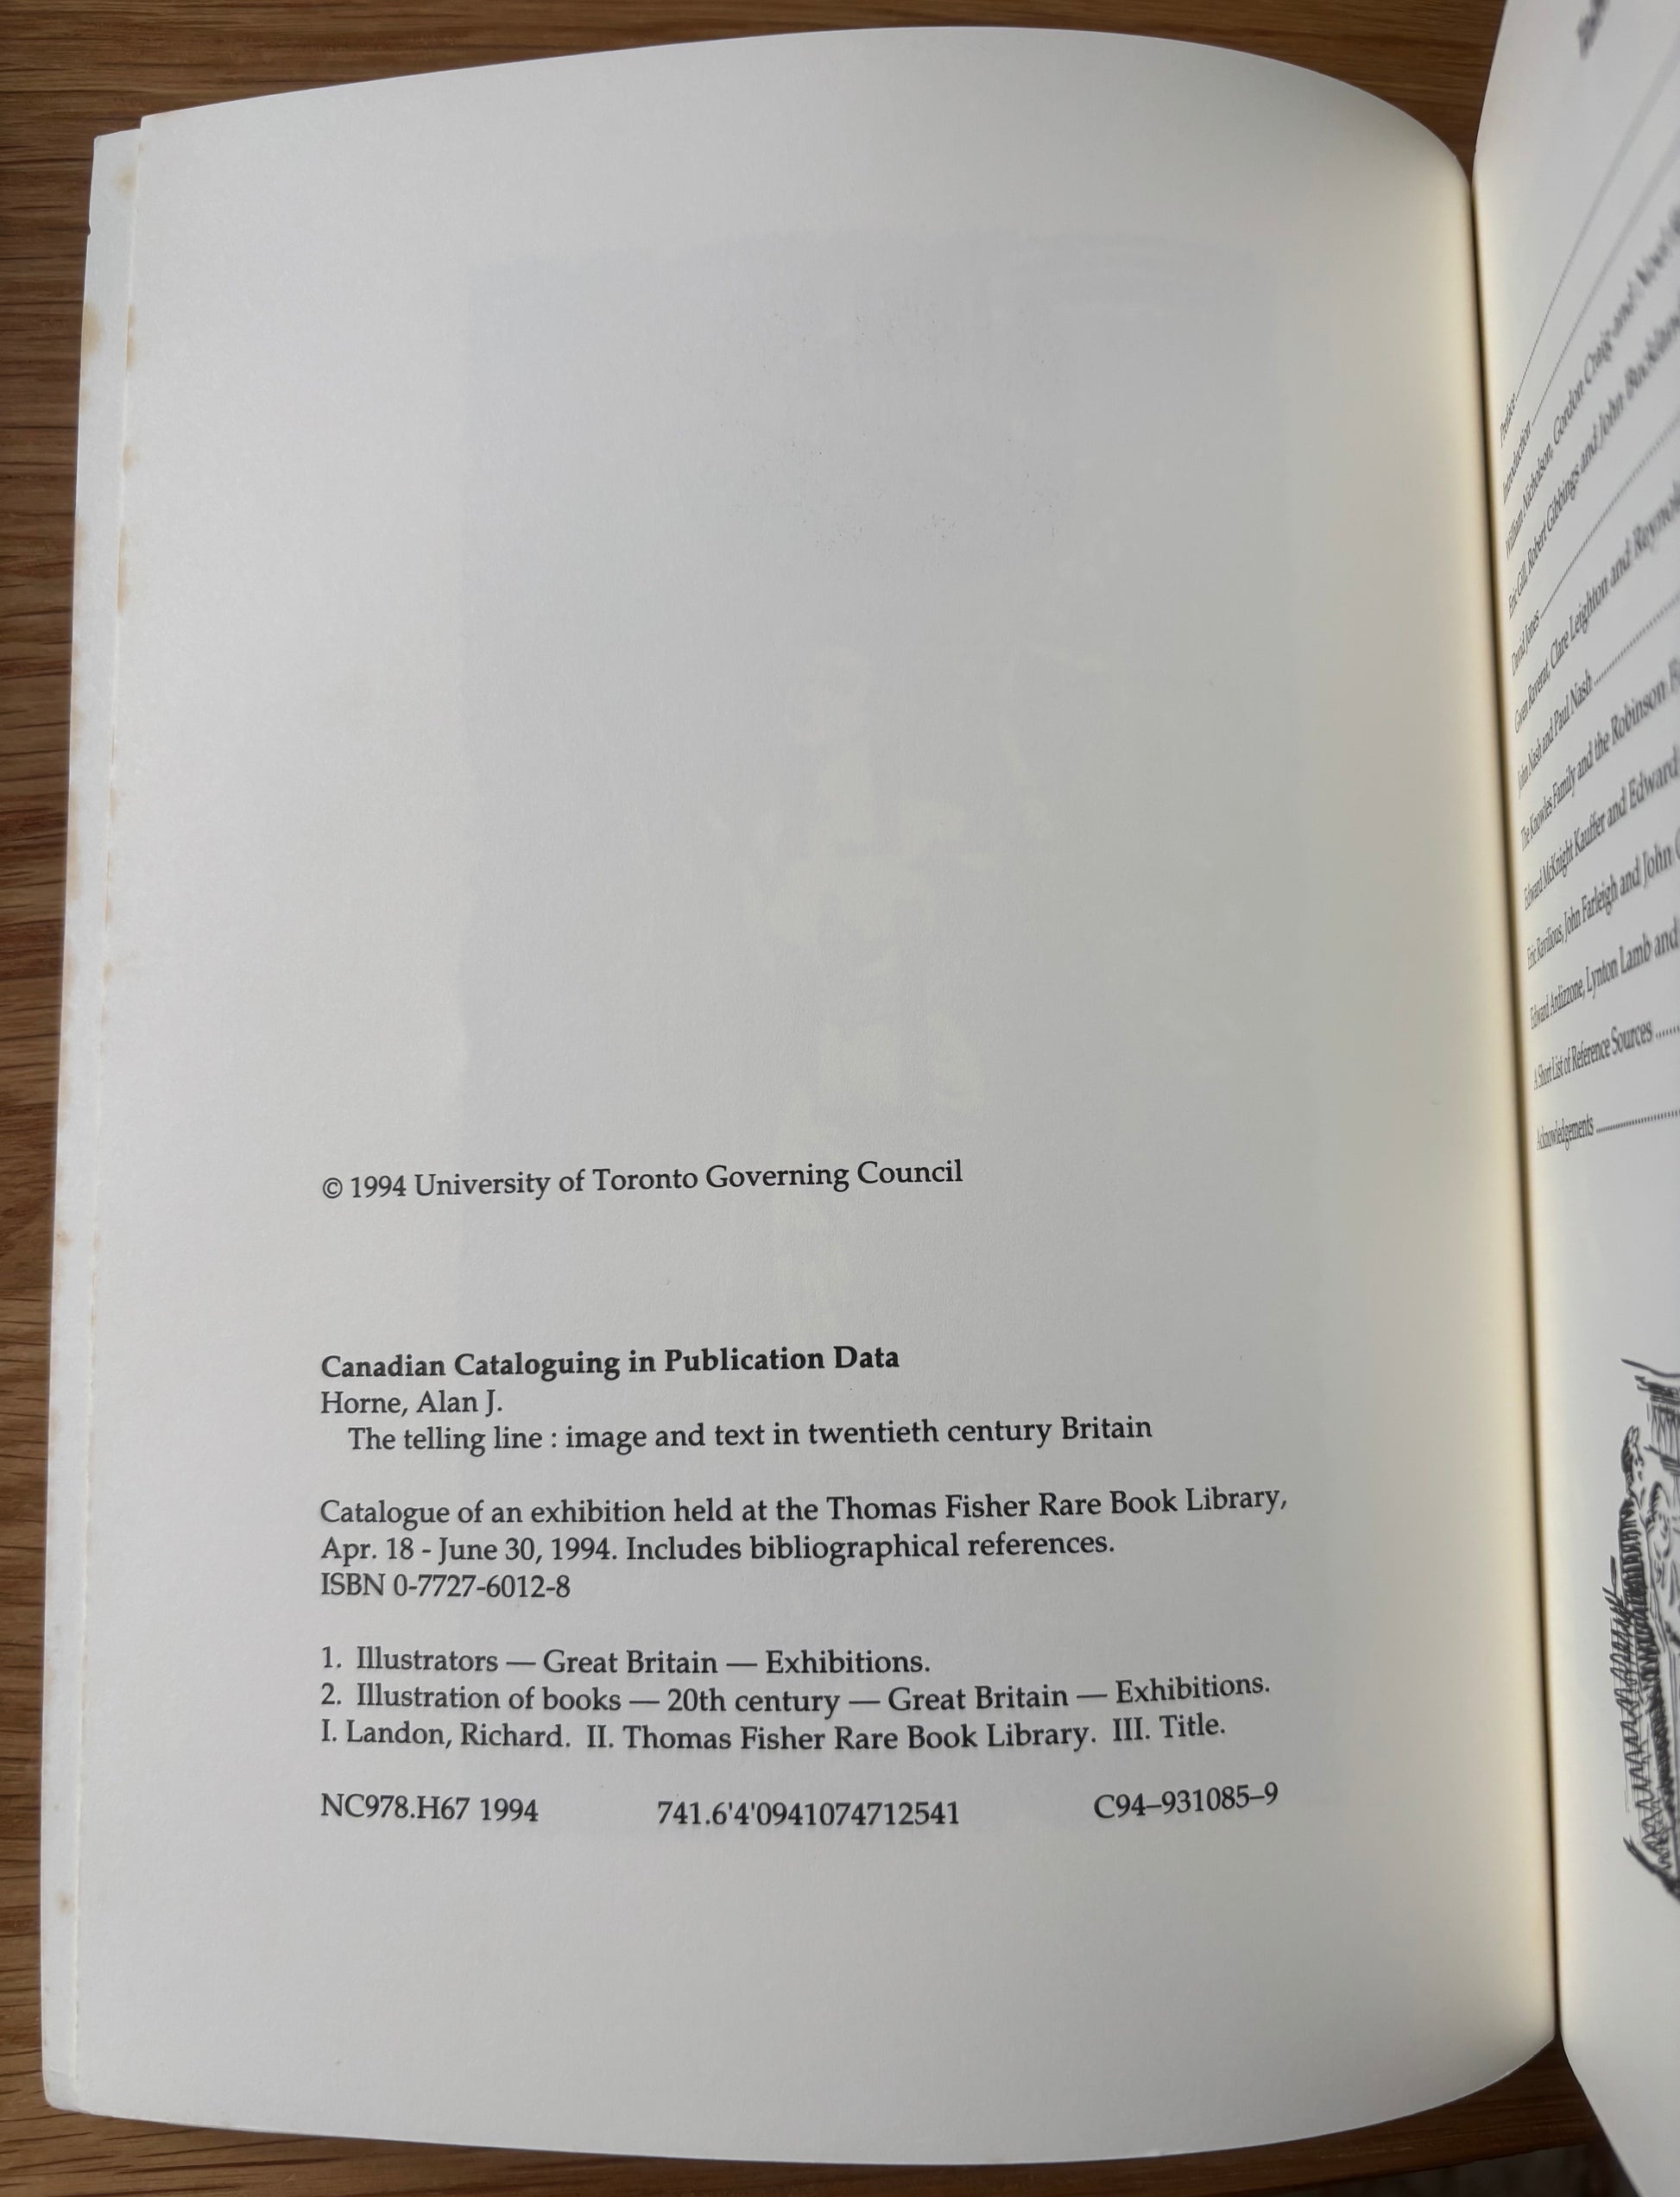 © 1994 University of Toronto Governing Council
Canadian Cataloguing in Publication Data
Horne, Alan J.
The telling line : image and text in twentieth century Britain
Catalogue of an exhibition held at the Thomas Fisher Rare Book Library,
Apr. 18 - June 30, 1994. Includes bibliographical references.
ISBN 0-7727-6012-8
1. Illustrators — Great Britain — Exhibitions.
2. Illustration of books — 20th century — Great Britain — Exhibitions.
I. Landon, Richard. II. Thomas Fisher Rare Book Library. III. Title.
NC978.H67 1994 741.6'4'0941074712541 C94–931085–9
Preface
Introduction
William Nicholson, Gordon Craig and
Eric Gill, Robert Gibbings and John Buckland
David Jones
Gwen Raverat, Clare Leighton and
John Nash and Paul Nash
The Knowles Family and the Robinson
Edward McKnight Kauffer and Edward
Eric Ravilious, John Farleigh and John
Edward Ardizzone, Lynton Lamb and
A Short List of Reference Sources
Acknowledgements